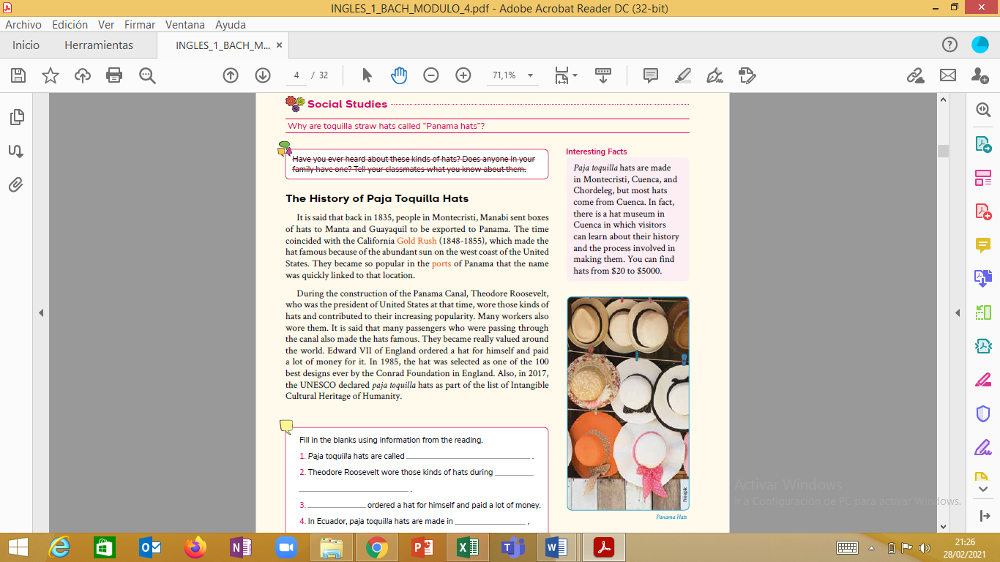 INGLES_1_BACH_MODULO_4.pdf - Adobe Acrobat Reader DC (32-bit)
Archivo Edición Ver Firmar Ventana Ayuda
Inicio Herramientas INGLES_1_BACH_M... ×
4 / 32 71,1%
Social Studies
Why are toquilla straw hats called “Panama hats”?
Have you ever heard about these kinds of hats? Does anyone in your
family have one? Tell your classmates what you know about them.
The History of Paja Toquilla Hats
It is said that back in 1835, people in Montecristi, Manabi sent boxes
of hats to Manta and Guayaquil to be exported to Panama. The time
coincided with the California Gold Rush (1848-1855), which made the
hat famous because of the abundant sun on the west coast of the United
States. They became so popular in the ports of Panama that the name
was quickly linked to that location.
During the construction of the Panama Canal, Theodore Roosevelt,
who was the president of United States at that time, wore those kinds of
hats and contributed to their increasing popularity. Many workers also
wore them. It is said that many passengers who were passing through
the canal also made the hats famous. They became really valued around
the world. Edward VII of England ordered a hat for himself and paid
a lot of money for it. In 1985, the hat was selected as one of the 100
best designs ever by the Conrad Foundation in England. Also, in 2017,
the UNESCO declared paja toquilla hats as part of the list of Intangible
Cultural Heritage of Humanity.
Fill in the blanks using information from the reading.
1. Paja toquilla hats are called ______________________________ .
2. Theodore Roosevelt wore those kinds of hats during _________
___________________________ .
3. ______________ ordered a hat for himself and paid a lot of money.
4. In Ecuador, paja toquilla hats are made in _________________ ,
Interesting Facts
Paja toquilla hats are made
in Montecristi, Cuenca, and
Chordeleg, but most hats
come from Cuenca. In fact,
there is a hat museum in
Cuenca in which visitors
can learn about their history
and the process involved in
making them. You can find
hats from $20 to $5000.
Freepik
Panama Hats
Activar Windows
Ir a Configuración de PC para activar Windows.
21:26
28/02/2021